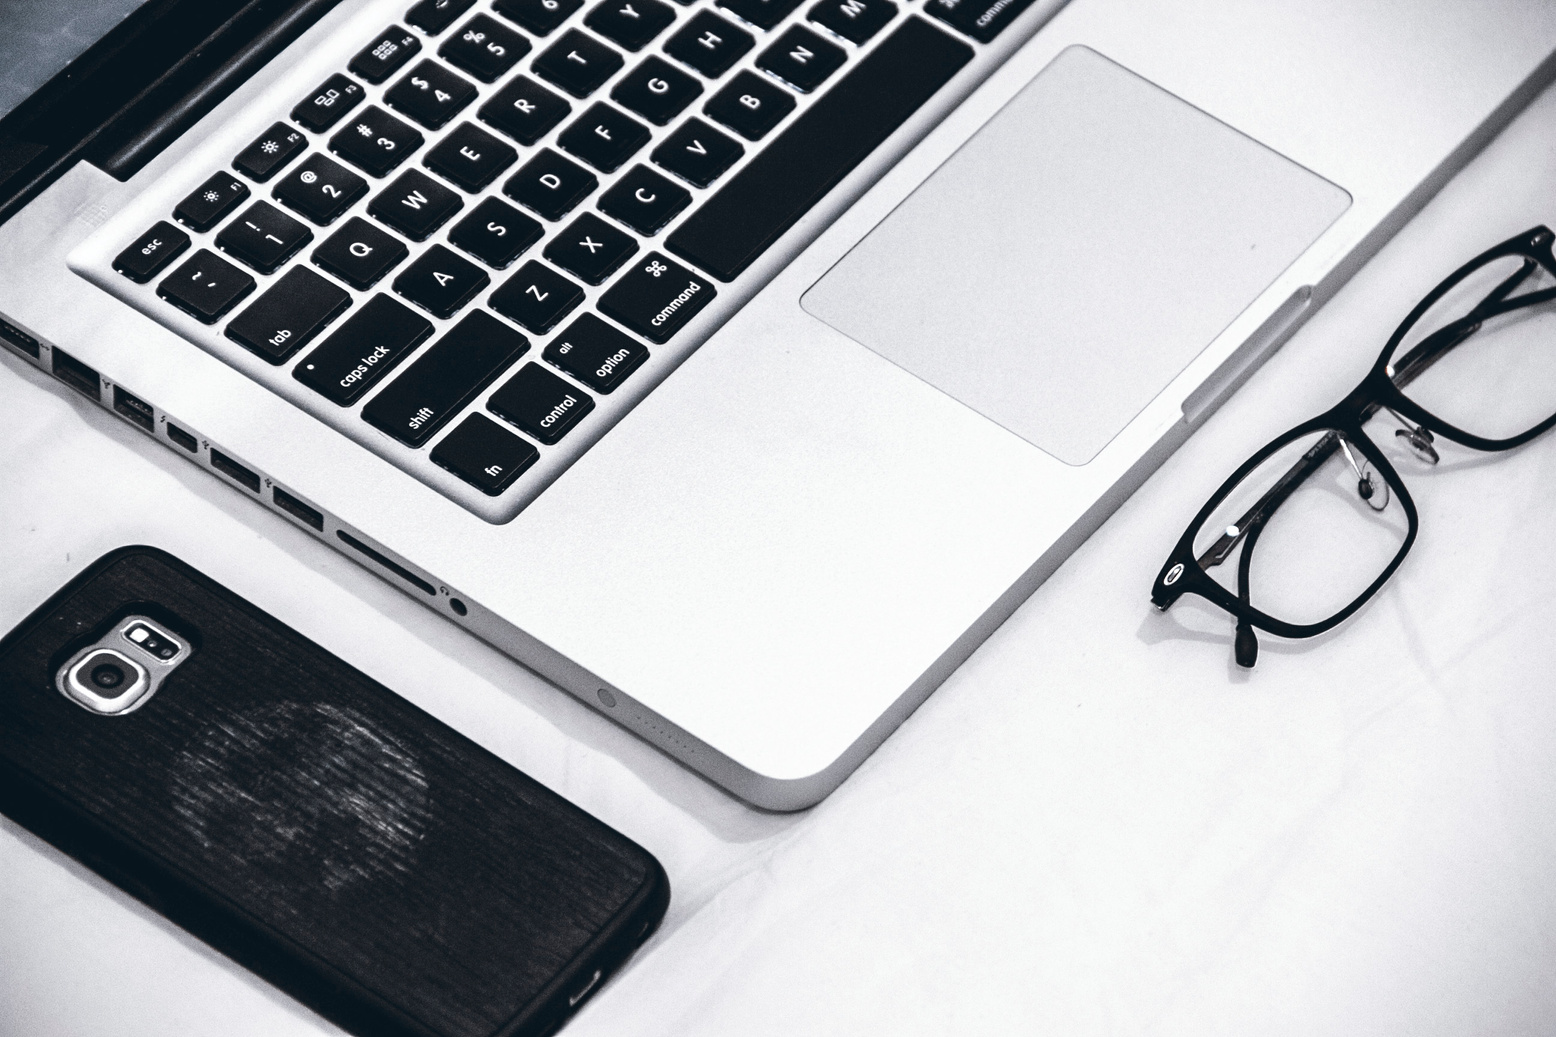 esc
F1
F2
F3
F4
~
!
1
@
2
#
3
$
4
%
5
6
tab
Q
W
E
R
T
Y
caps lock
A
S
D
F
G
H
shift
Z
X
C
V
B
N
M
fn
control
alt
option
⌘
command